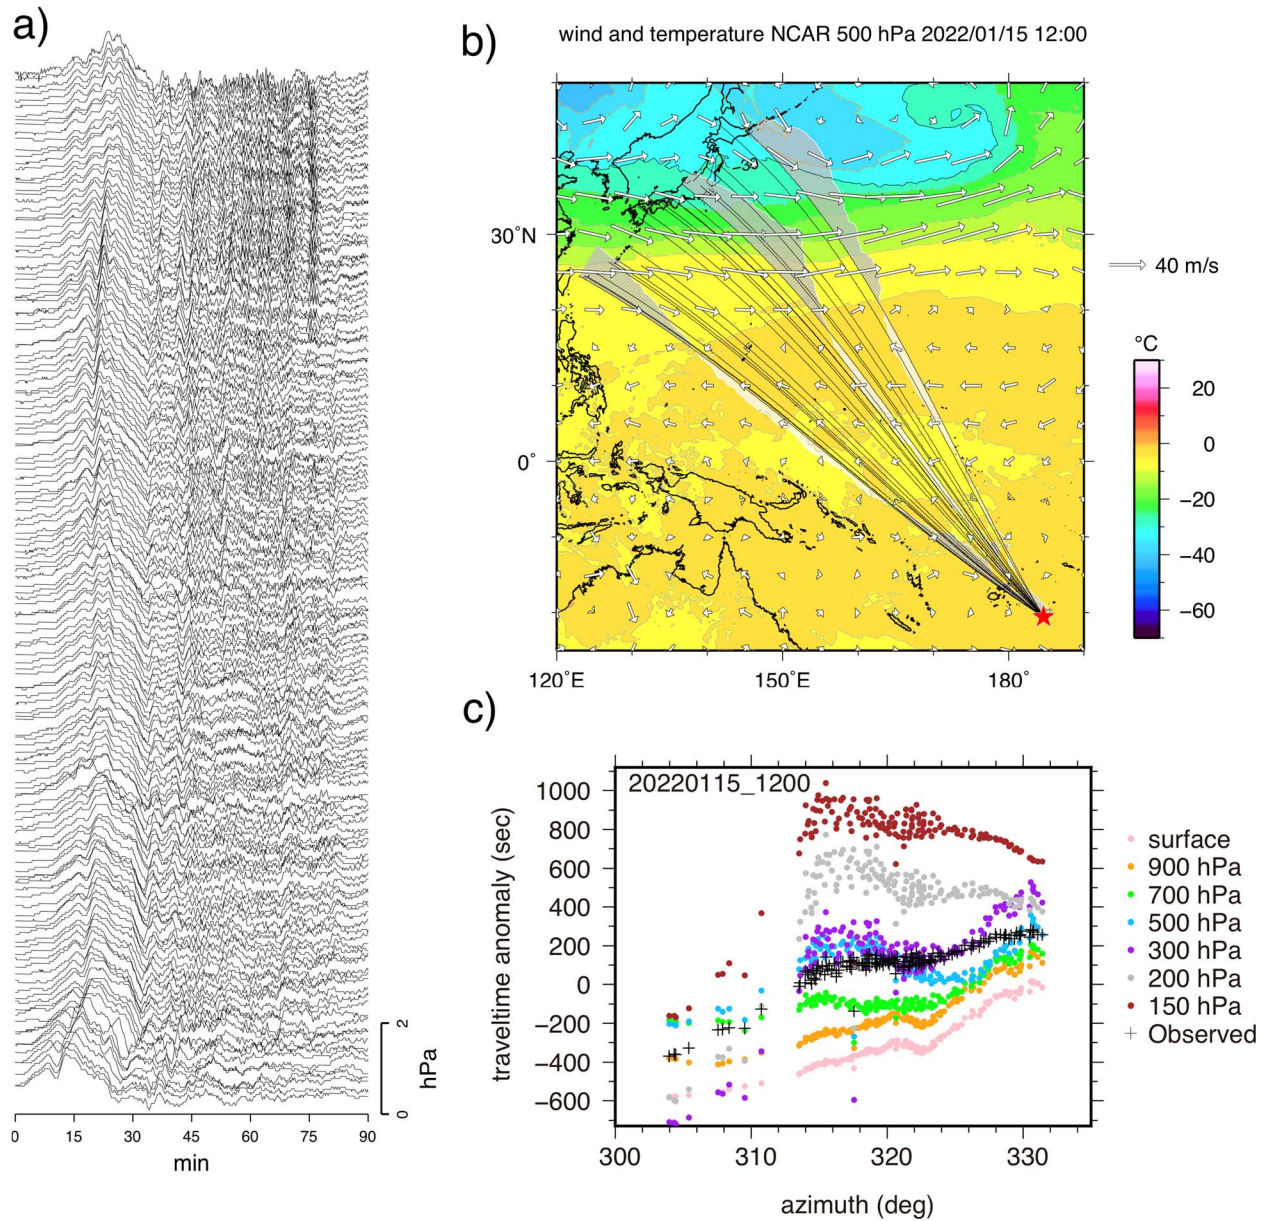 a)
2
hPa
0
0 15 30 45 60 75 90
min
b)
wind and temperature NCAR 500 hPa 2022/01/15 12:00
30°N
0°
120°E 150°E 180°
40 m/s
°C
20
0
−20
−40
−60
c)
20220115_1200
traveltime anomaly (sec)
1000
800
600
400
200
0
−200
−400
−600
300 310 320 330
azimuth (deg)
surface
900 hPa
700 hPa
500 hPa
300 hPa
200 hPa
150 hPa
Observed